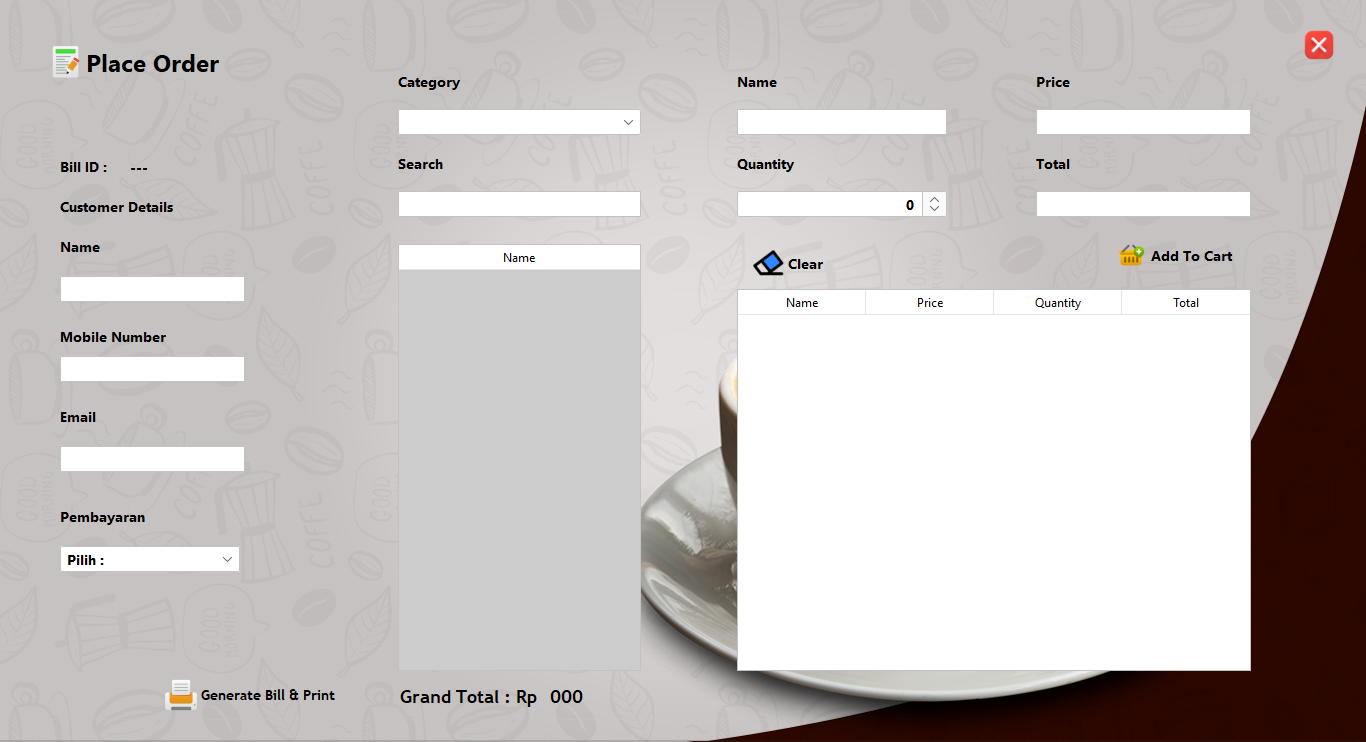 Place Order
Bill ID : ---
Customer Details
Name
Mobile Number
Email
Pembayaran
Pilih :
Generate Bill & Print
Category
Search
Name
Grand Total : Rp 000
Name
Price
Quantity
0
Total
Clear
Add To Cart
Name Price Quantity Total